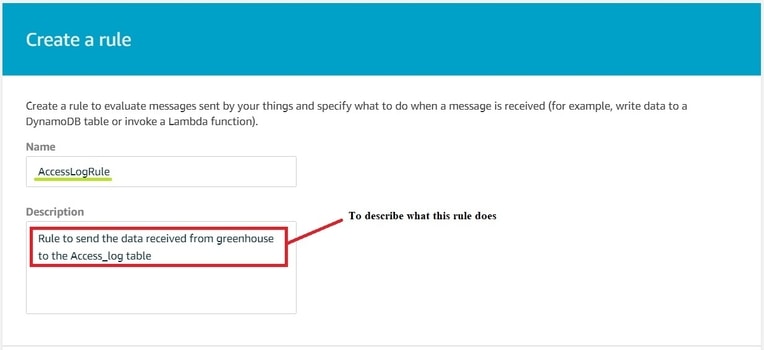 Create a rule
Create a rule to evaluate messages sent by your things and specify what to do when a message is received (for example, write data to a
DynamoDB table or invoke a Lambda function).
Name
AccessLogRule
Description
To describe what this rule does
Rule to send the data received from greenhouse
to the Access_log table